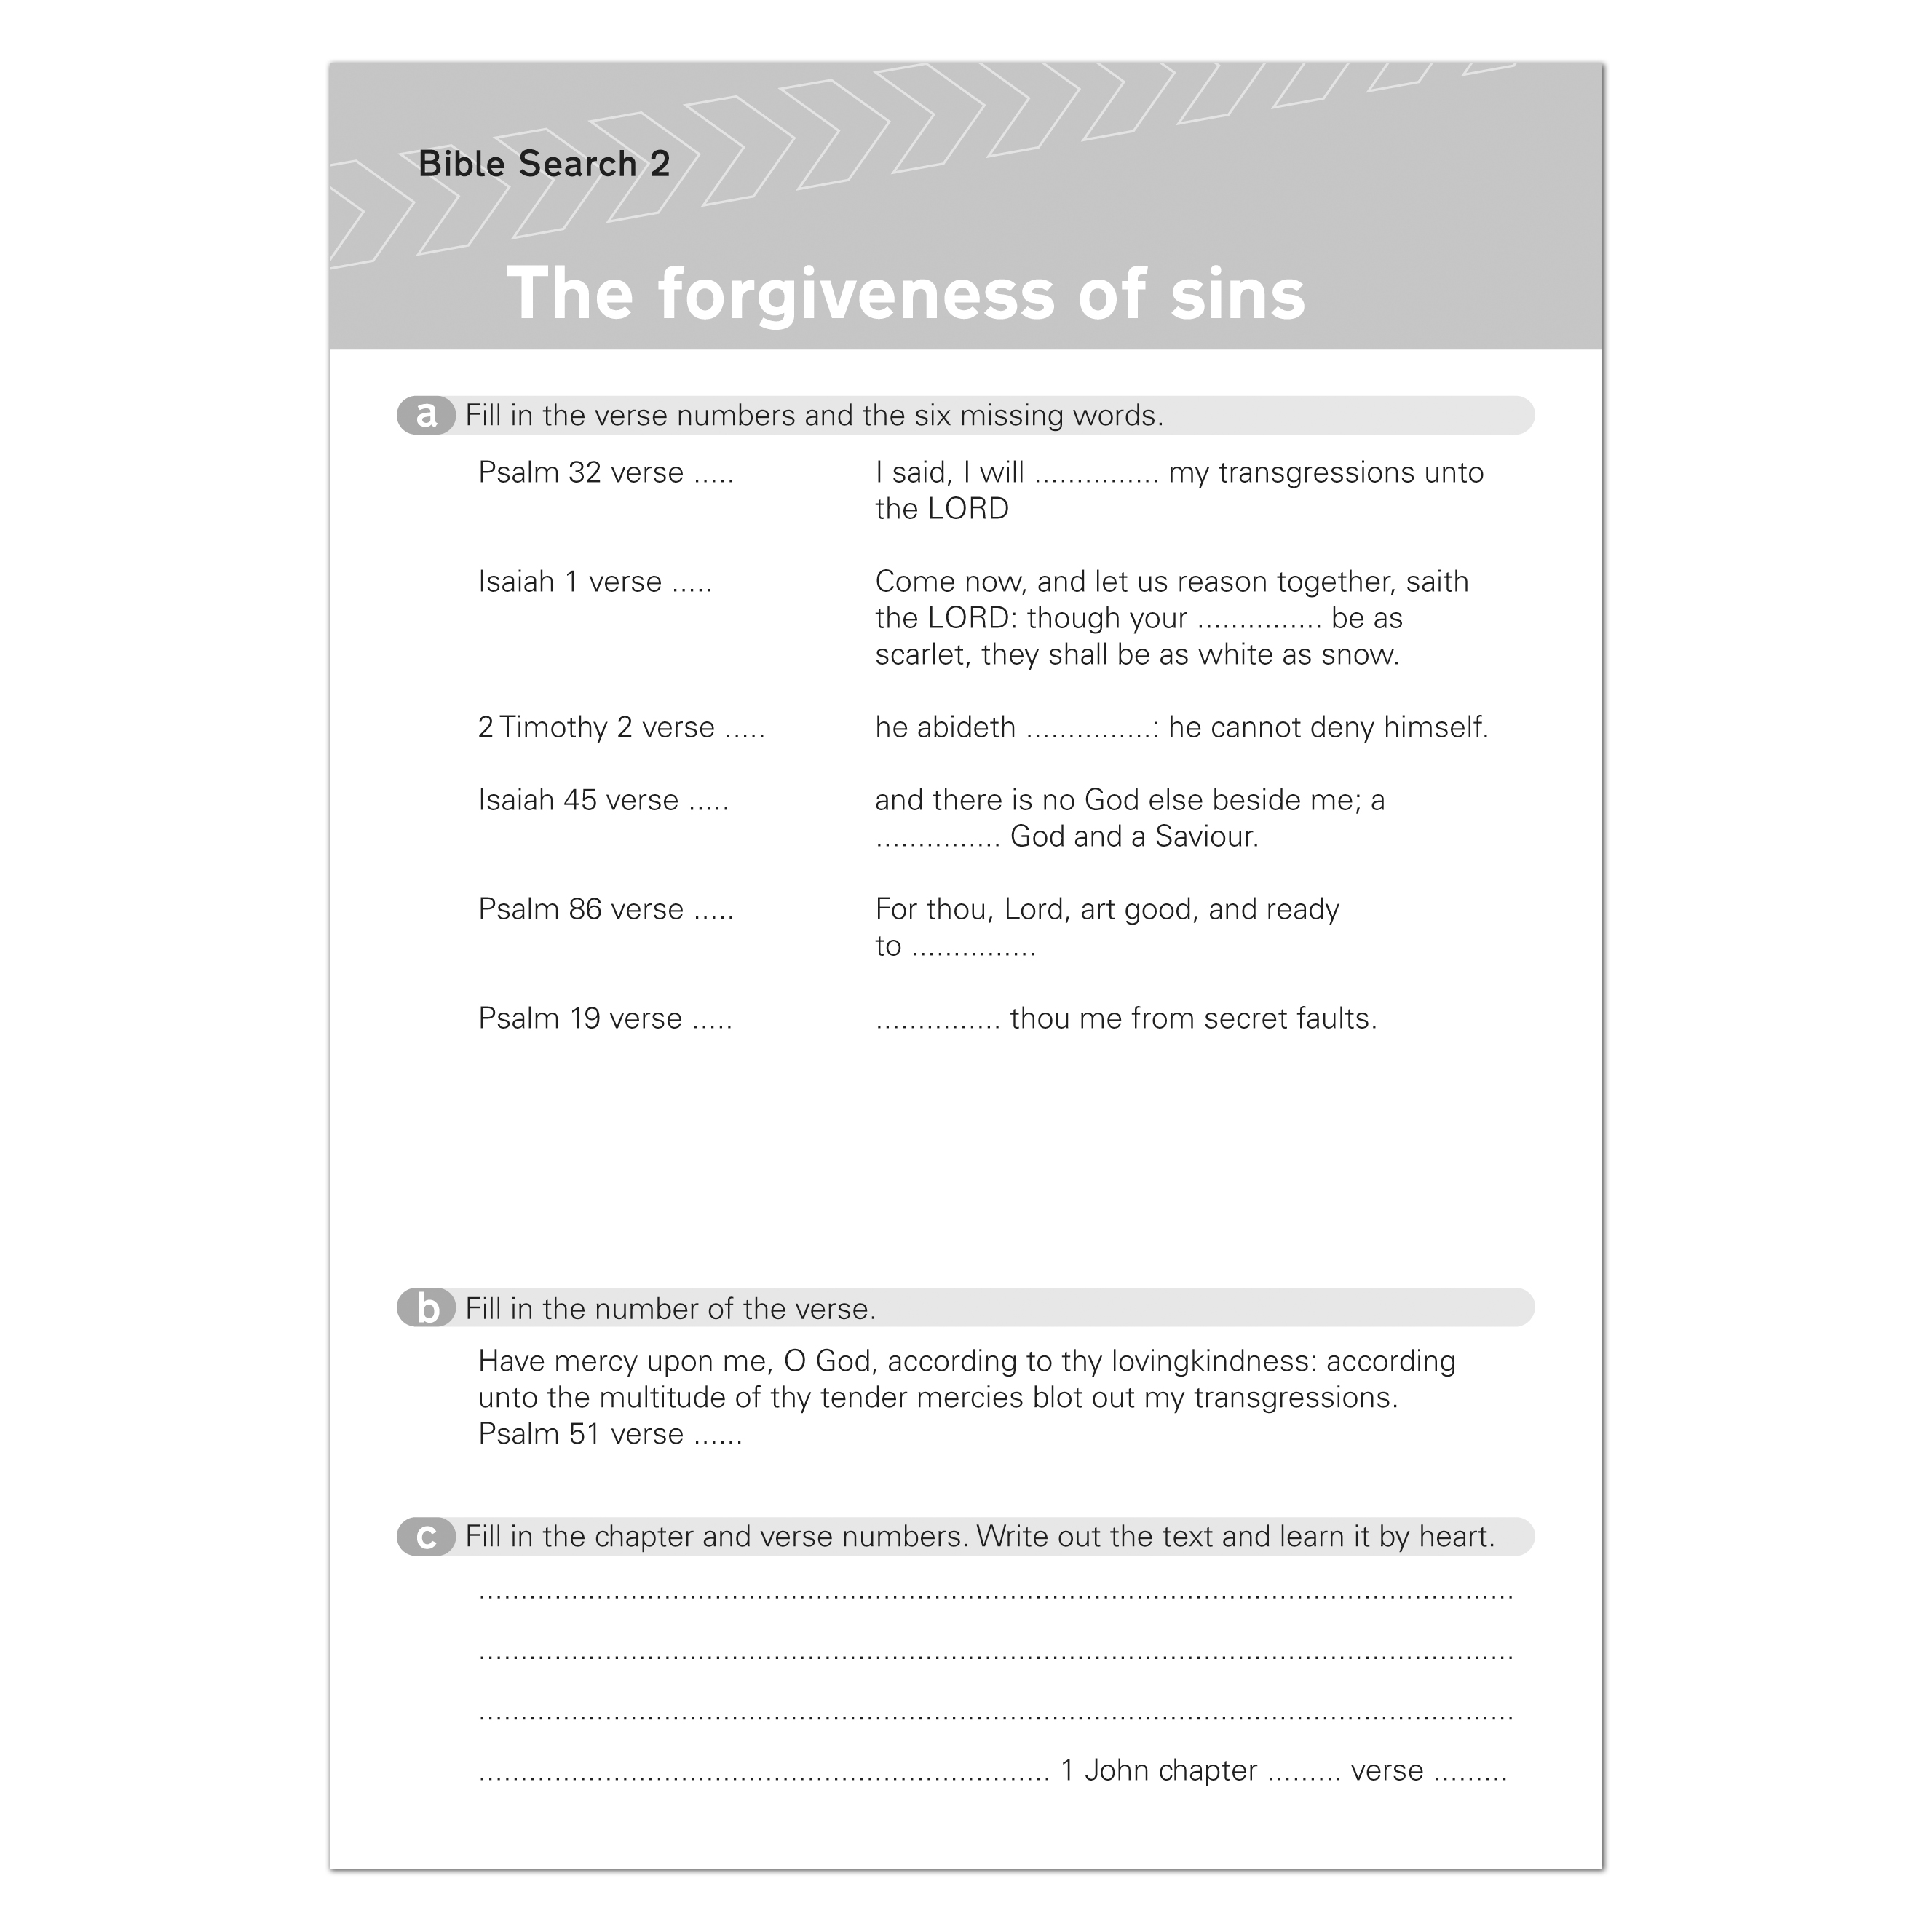 Bible Search 2
The forgiveness of sins
a Fill in the verse numbers and the six missing words.
Psalm 32 verse ..... I said, I will ............... my transgressions unto
the LORD
Isaiah 1 verse ..... Come now, and let us reason together, saith
the LORD: though your ............... be as
scarlet, they shall be as white as snow.
2 Timothy 2 verse ..... he abideth ...............: he cannot deny himself.
Isaiah 45 verse ..... and there is no God else beside me; a
............... God and a Saviour.
Psalm 86 verse ..... For thou, Lord, art good, and ready
to ...............
Psalm 19 verse ..... ............... thou me from secret faults.
b Fill in the number of the verse.
Have mercy upon me, O God, according to thy lovingkindness: according
unto the multitude of thy tender mercies blot out my transgressions.
Psalm 51 verse ......
c Fill in the chapter and verse numbers. Write out the text and learn it by heart.
...........................................................................................................................
...........................................................................................................................
...........................................................................................................................
.................................................................... 1 John chapter ......... verse .........